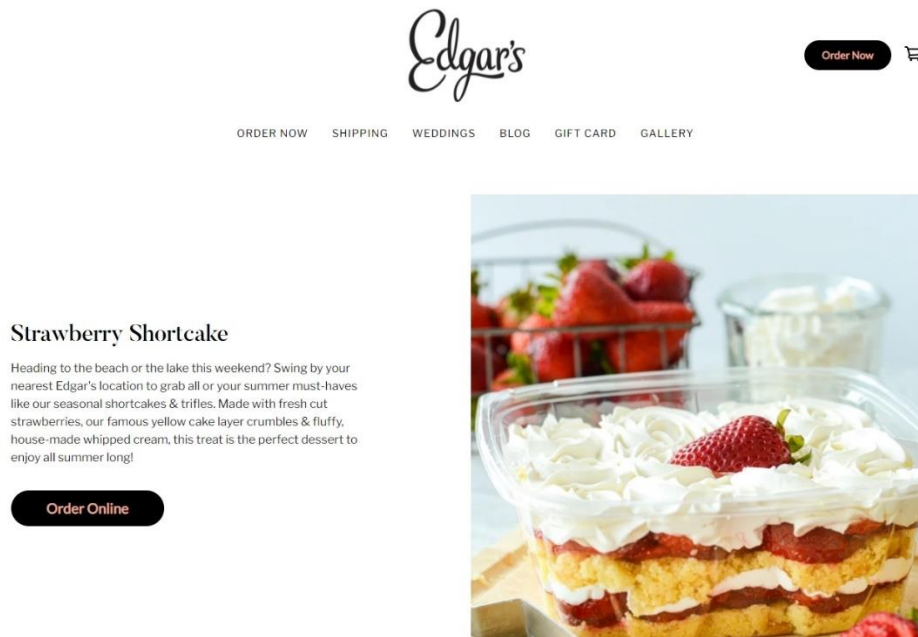 Edgar's
Order Now
ORDER NOW SHIPPING WEDDINGS BLOG GIFT CARD GALLERY
Strawberry Shortcake
Heading to the beach or the lake this weekend? Swing by your
nearest Edgar's location to grab all or your summer must-haves
like our seasonal shortcakes & trifles. Made with fresh cut
strawberries, our famous yellow cake layer crumbles & fluffy,
house-made whipped cream, this treat is the perfect dessert to
enjoy all summer long!
Order Online